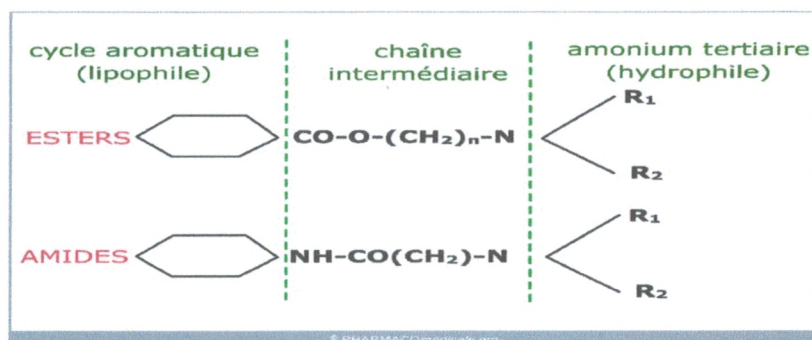 cycle aromatique
(lipophile)
chaîne
intermédiaire
amonium tertiaire
(hydrophile)
R₁
ESTERS
CO-O-(CH₂)ₙ-N
R₂
R₁
AMIDES
NH-CO(CH₂)-N
R₂